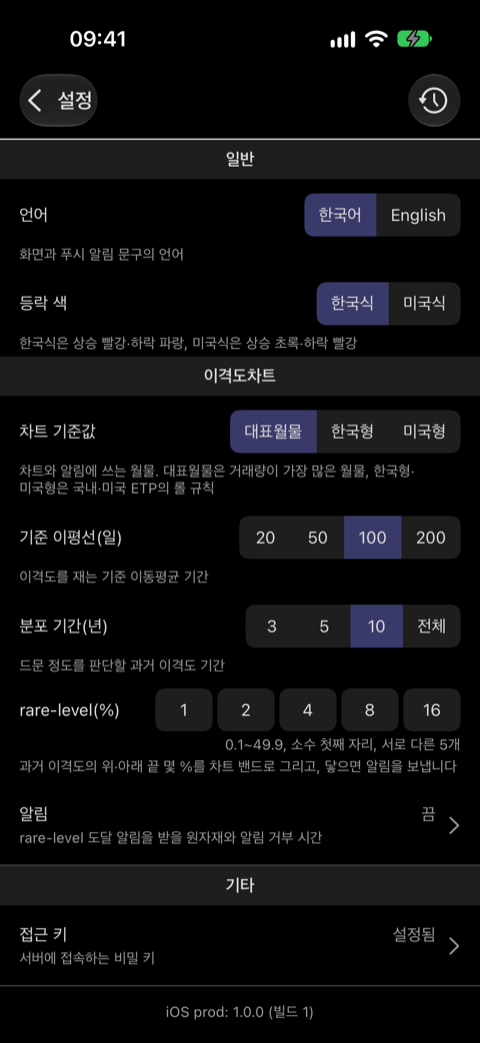 09:41
설정
일반
언어
한국어
English
화면과 푸시 알림 문구의 언어
등락 색
한국식
미국식
한국식은 상승 빨강·하락 파랑, 미국식은 상승 초록·하락 빨강
이격도차트
차트 기준값
대표월물
한국형
미국형
차트와 알림에 쓰는 월물. 대표월물은 거래량이 가장 많은 월물, 한국형·
미국형은 국내·미국 ETP의 롤 규칙
기준 이평선(일)
20
50
100
200
이격도를 재는 기준 이동평균 기간
분포 기간(년)
3
5
10
전체
드문 정도를 판단할 과거 이격도 기간
rare-level(%)
1
2
4
8
16
0.1~49.9, 소수 첫째 자리, 서로 다른 5개
과거 이격도의 위·아래 끝 몇 %를 차트 밴드로 그리고, 닿으면 알림을 보냅니다
알림
끔
rare-level 도달 알림을 받을 원자재와 알림 거부 시간
기타
접근 키
설정됨
서버에 접속하는 비밀 키
iOS prod: 1.0.0 (빌드 1)